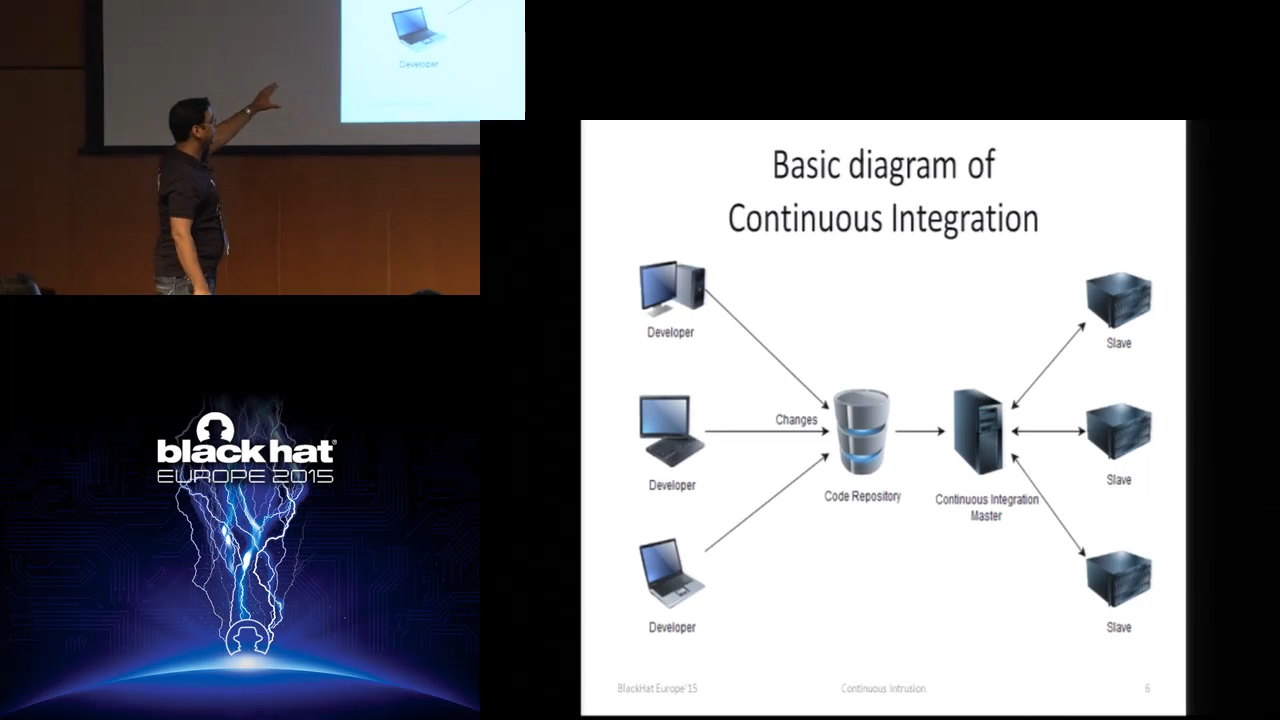 Developer
black hat
EUROPE 2015
Basic diagram of
Continuous Integration
Developer
Slave
Changes
Developer
Code Repository
Continuous Integration
Master
Slave
Developer
Slave
BlackHat Europe'15
Continuous Intrusion
6